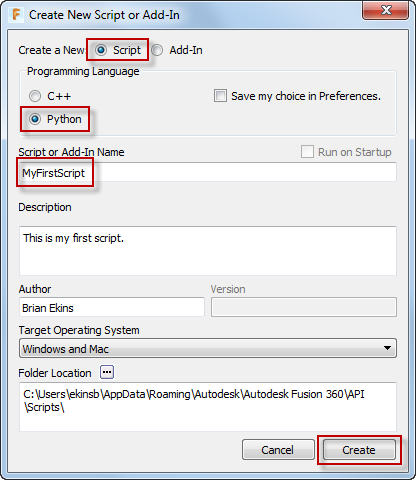 Create New Script or Add-In
Create a New: Script Add-In
Programming Language
C++
Save my choice in Preferences.
Python
Script or Add-In Name
Run on Startup
MyFirstScript
Description
This is my first script.
Author Version
Brian Ekins
Target Operating System
Windows and Mac
Folder Location ...
C:\Users\ekinsb\AppData\Roaming\Autodesk\Autodesk Fusion 360\API
\Scripts\
Cancel Create